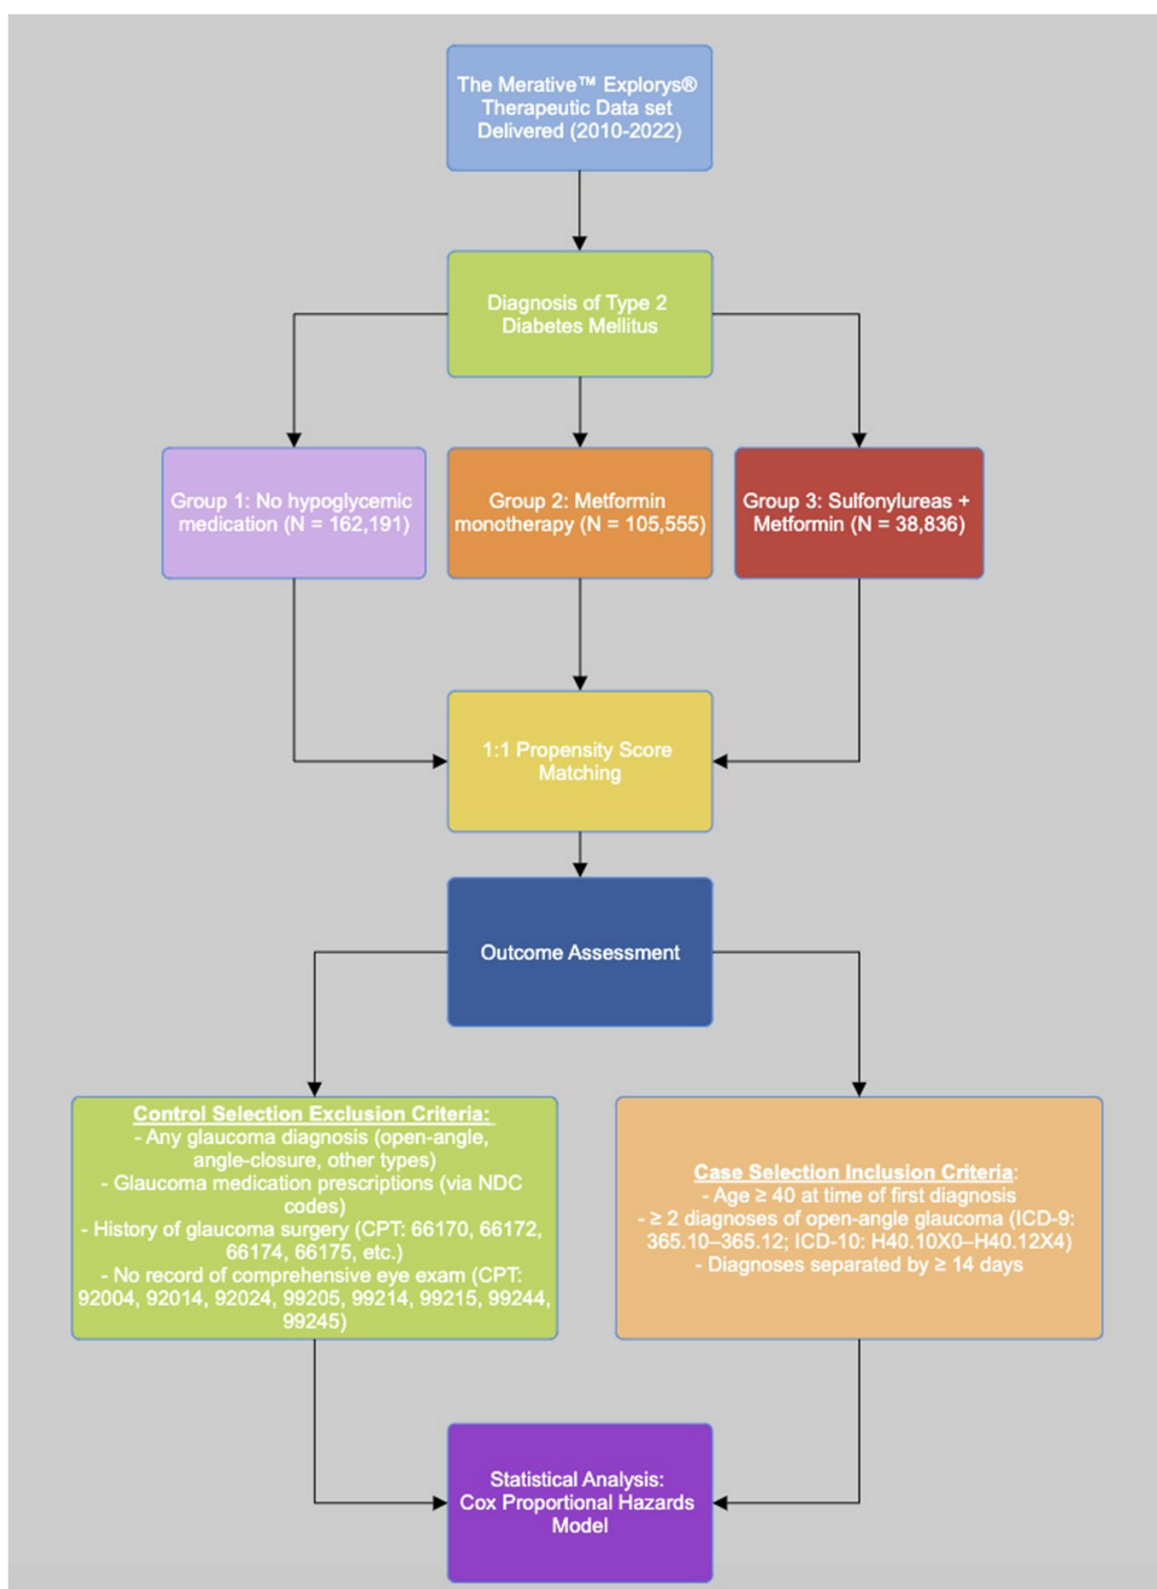 The Merative™ Explorys®
Therapeutic Data set
Delivered (2010-2022)
Diagnosis of Type 2
Diabetes Mellitus
Group 1: No hypoglycemic
medication (N = 162,191)
Group 2: Metformin
monotherapy (N = 105,555)
Group 3: Sulfonylureas +
Metformin (N = 38,836)
1:1 Propensity Score
Matching
Outcome Assessment
Control Selection Exclusion Criteria:
- Any glaucoma diagnosis (open-angle,
angle-closure, other types)
- Glaucoma medication prescriptions (via NDC
codes)
- History of glaucoma surgery (CPT: 66170, 66172,
66174, 66175, etc.)
- No record of comprehensive eye exam (CPT:
92004, 92014, 92024, 99205, 99214, 99215, 99244,
99245)
Case Selection Inclusion Criteria:
- Age ≥ 40 at time of first diagnosis
- ≥ 2 diagnoses of open-angle glaucoma (ICD-9:
365.10–365.12; ICD-10: H40.10X0–H40.12X4)
- Diagnoses separated by ≥ 14 days
Statistical Analysis:
Cox Proportional Hazards
Model